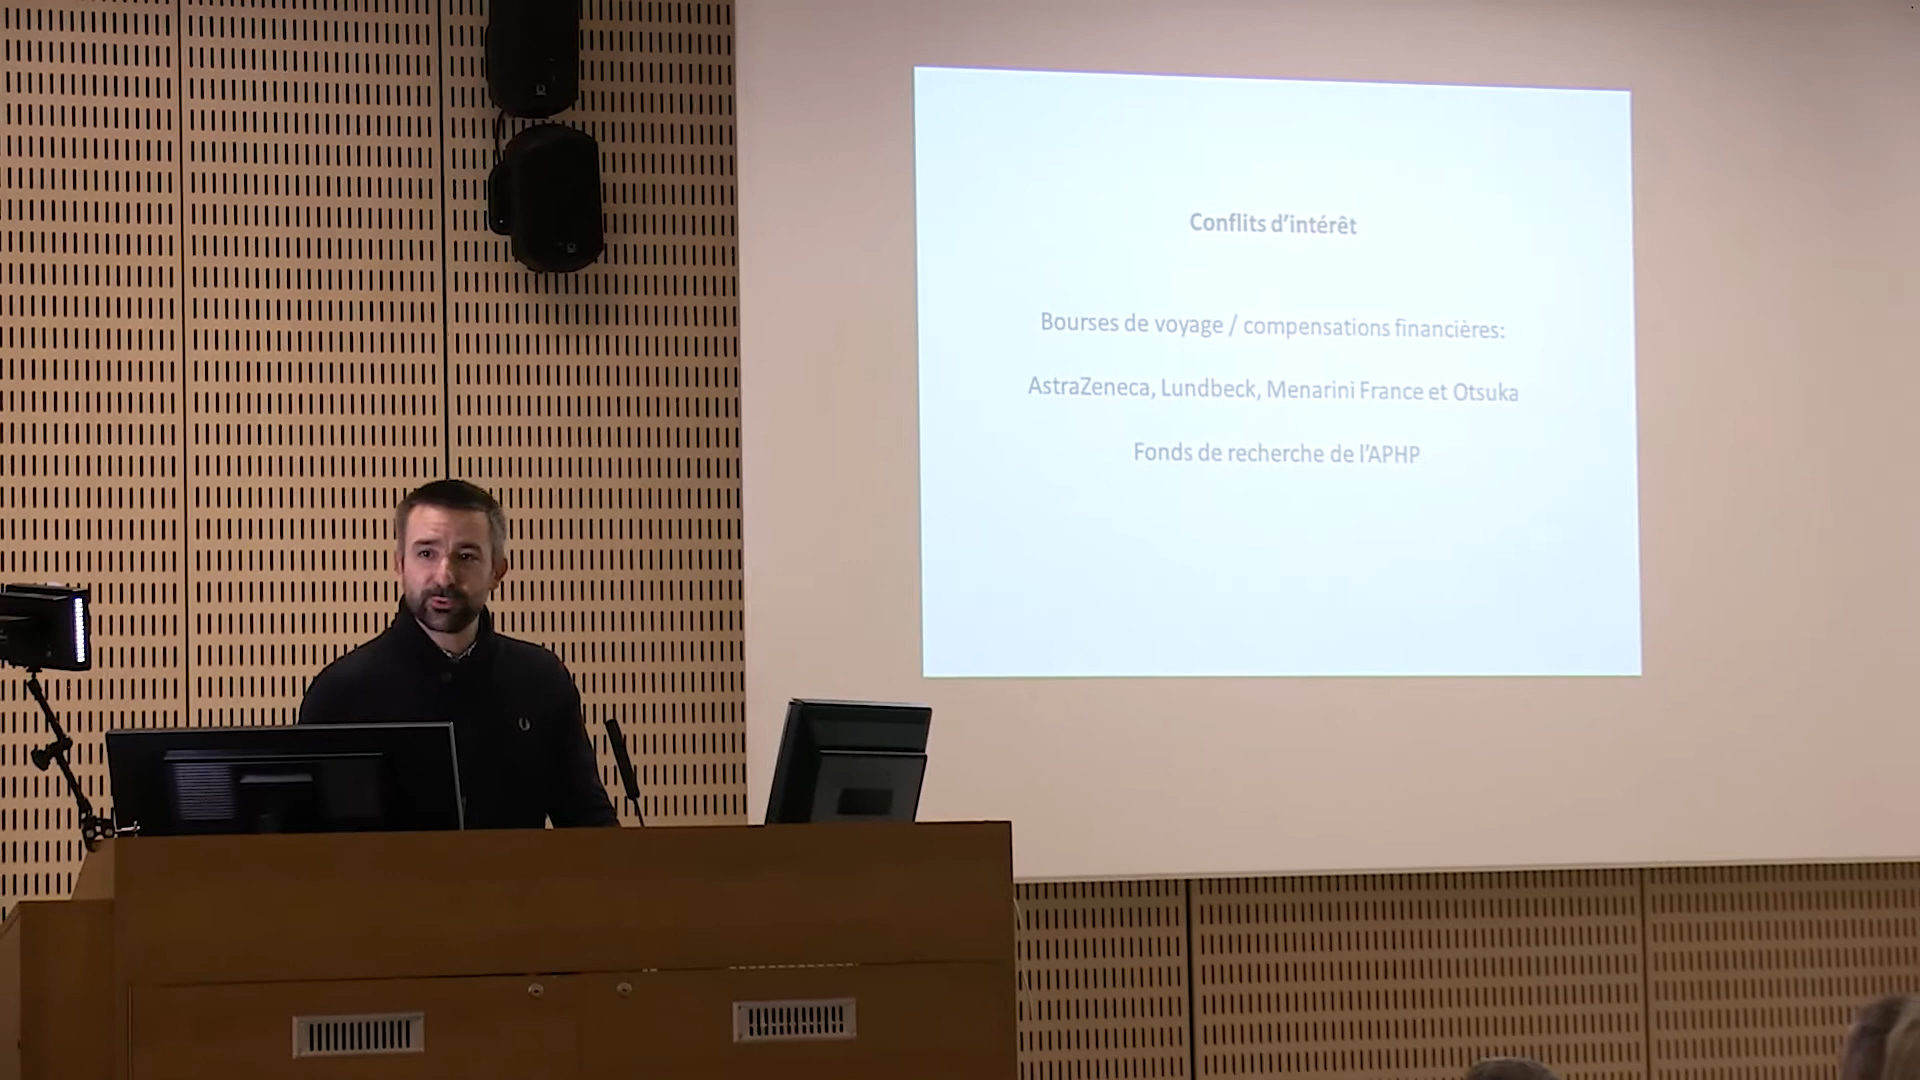 Conflits d’intérêt
Bourses de voyage / compensations financières:
AstraZeneca, Lundbeck, Menarini France et Otsuka
Fonds de recherche de l’APHP